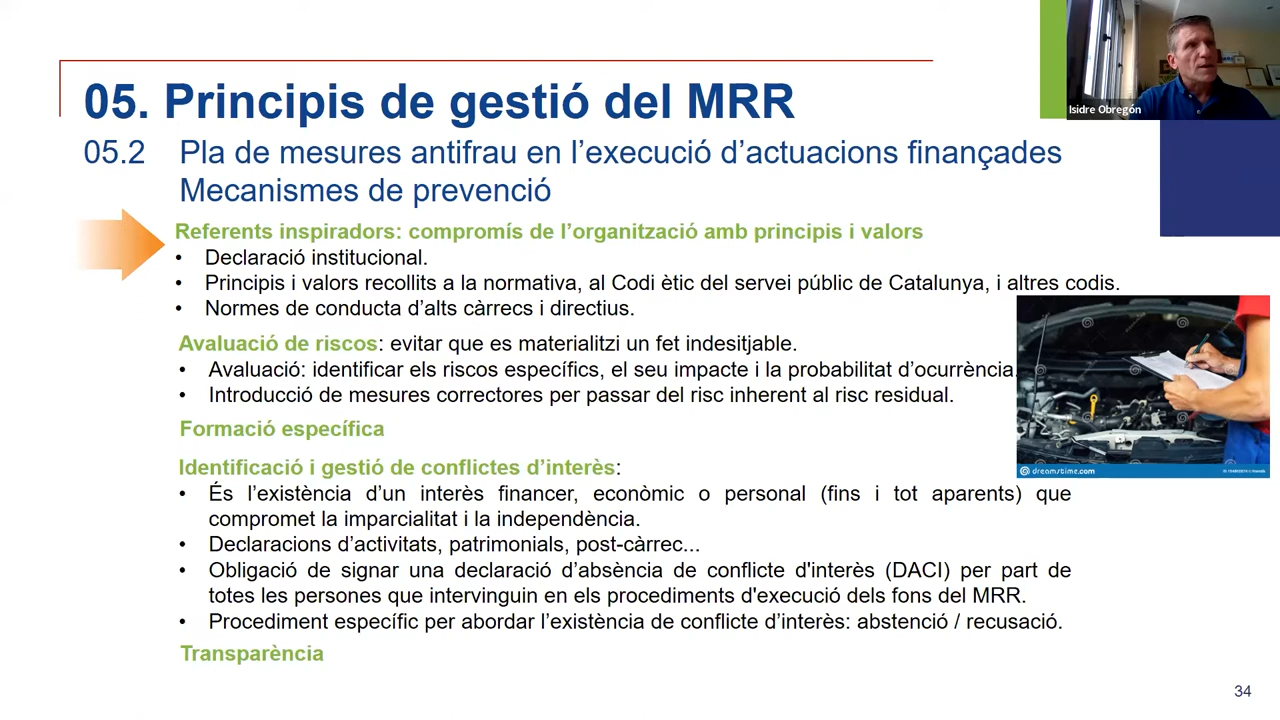 05. Principis de gestió del MRR
05.2 Pla de mesures antifrau en l’execució d’actuacions finançades
Mecanismes de prevenció
Isidre Obregón
Referents inspiradors: compromís de l’organització amb principis i valors
• Declaració institucional.
• Principis i valors recollits a la normativa, al Codi ètic del servei públic de Catalunya, i altres codis.
• Normes de conducta d’alts càrrecs i directius.
Avaluació de riscos: evitar que es materialitzi un fet indesitjable.
• Avaluació: identificar els riscos específics, el seu impacte i la probabilitat d’ocurrència.
• Introducció de mesures correctores per passar del risc inherent al risc residual.
Formació específica
dreamstime.com
Identificació i gestió de conflictes d’interès:
• És l’existència d’un interès financer, econòmic o personal (fins i tot aparents) que
compromet la imparcialitat i la independència.
• Declaracions d’activitats, patrimonials, post-càrrec...
• Obligació de signar una declaració d’absència de conflicte d'interès (DACI) per part de
totes les persones que intervinguin en els procediments d'execució dels fons del MRR.
• Procediment específic per abordar l’existència de conflicte d’interès: abstenció / recusació.
Transparència
34